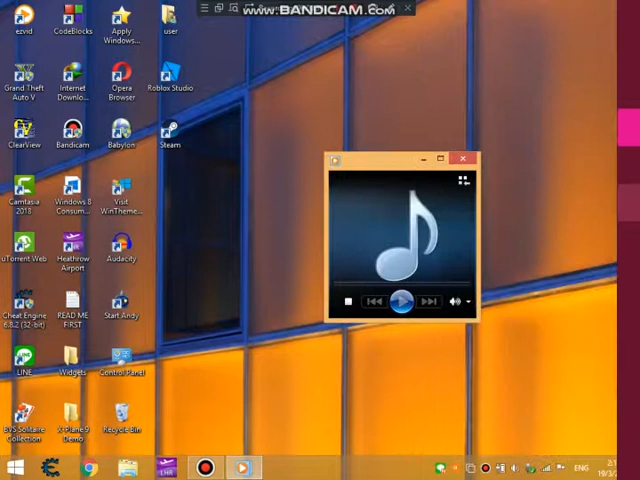 www.BANDICAM.com
ezvid
CodeBlocks
Apply
Windows...
user
Grand Theft
Auto V
Internet
Downlo...
Opera
Browser
Roblox Studio
ClearView
Bandicam
Babylon
Steam
Camtasia
2018
Windows 8
Consum...
Visit
WinTheme...
uTorrent Web
Heathrow
Airport
Audacity
Cheat Engine
6.8.2 (32-bit)
READ ME
FIRST
Start Andy
LINE
Widgets
Control Panel
BVS Solitaire
Collection
X-Plane 9
Demo
Recycle Bin
LHR
ENG